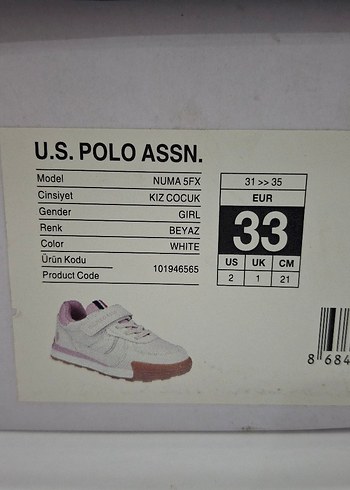 U.S. POLO ASSN.
Model NUMA 5FX
Cinsiyet KIZ COCUK
Gender GIRL
Renk BEYAZ
Color WHITE
Ürün Kodu
Product Code 101946565
31 >> 35
EUR
33
US UK CM
2 1 21
8 684